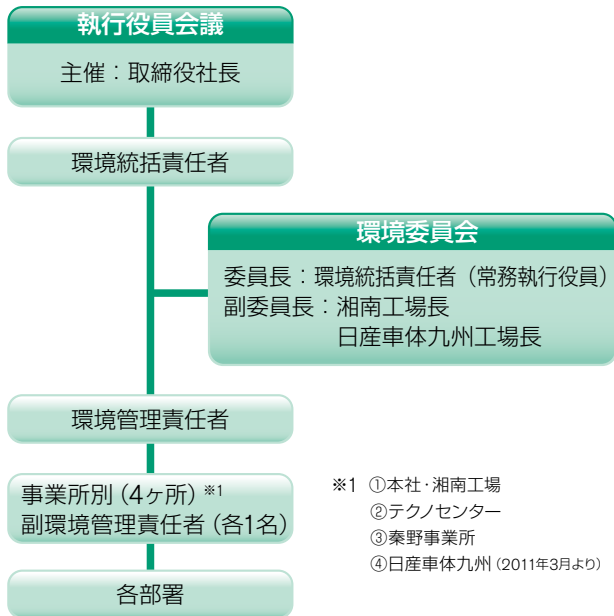 執行役員会議
主催：取締役社長
環境統括責任者
環境委員会
委員長：環境統括責任者（常務執行役員）
副委員長：湘南工場長
日産車体九州工場長
環境管理責任者
事業所別（4ヶ所）※1
副環境管理責任者（各1名）
各部署
※1 ①本社・湘南工場
②テクノセンター
③秦野事業所
④日産車体九州（2011年3月より）